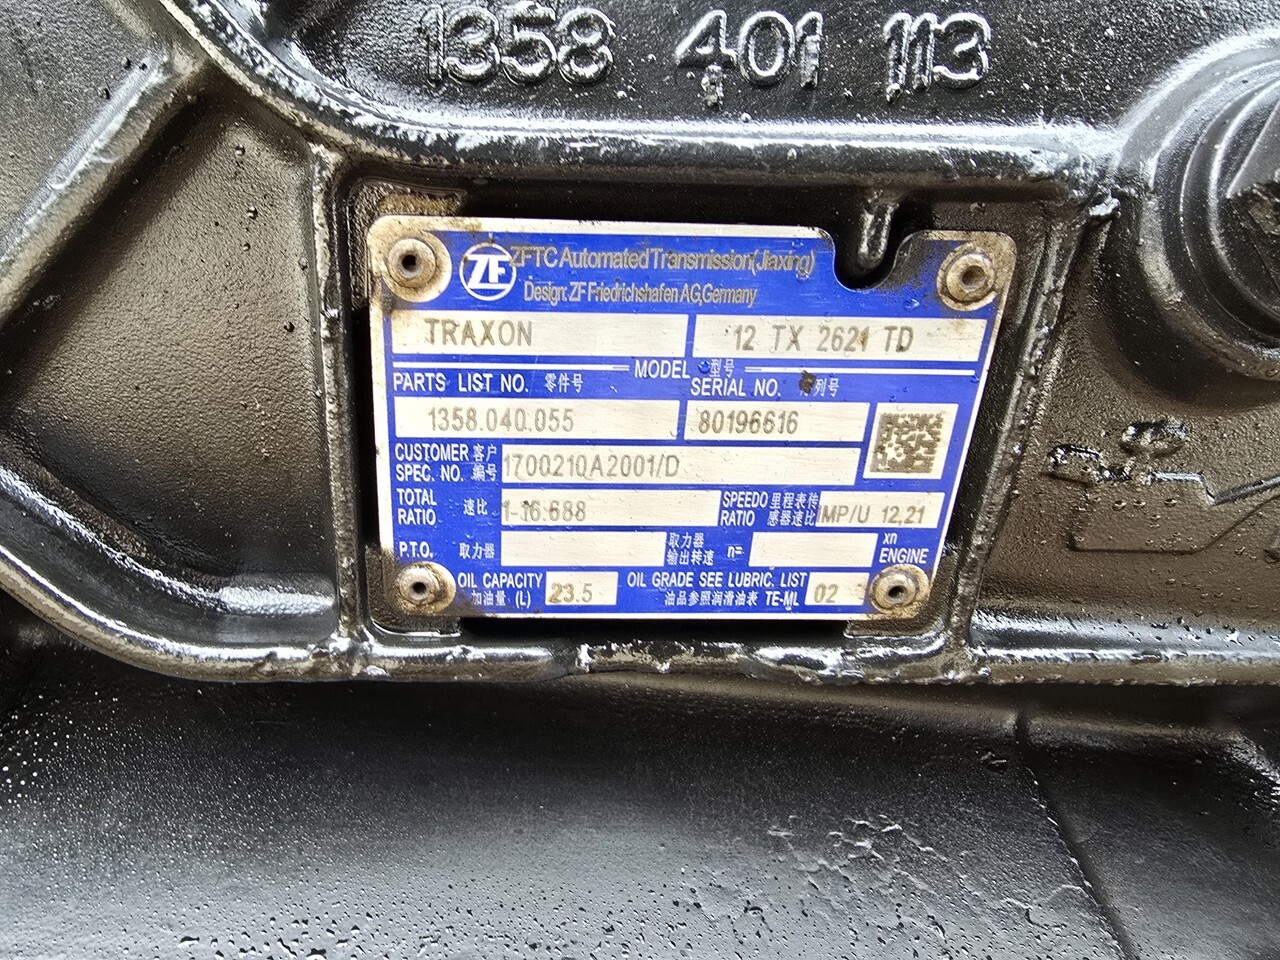 1358 401 113
ZF ZFTC Automated Transmission(Jiaxing)
Design: ZF Friedrichshafen AG,Germany
TRAXON 12 TX 2621 TD
MODEL 型号
PARTS LIST NO. 零件号 SERIAL NO. 列号
1358.040.055 80196616
CUSTOMER 客户
SPEC. NO. 编号 1700210A2001/D
TOTAL RATIO 速比 1-16.688 SPEEDO RATIO 里程表传感器速比 IMP/U 12,21
P.T.O. 取力器 取力器输出转速 n= xn ENGINE
OIL CAPACITY 加油量 (L) 23.5 OIL GRADE SEE LUBRIC. LIST 油品参照润滑油表 TE-ML 02